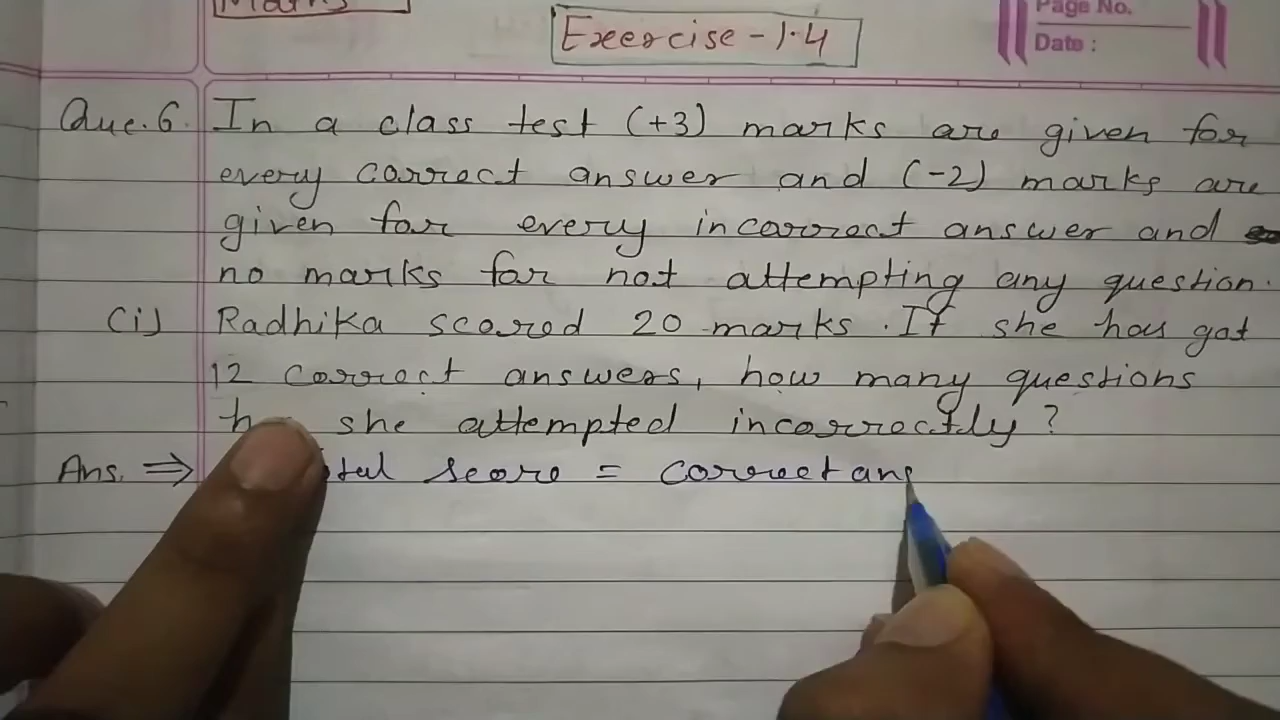 Maths
Exercise-1.4
Page No.
Date :
Que. 6. In a class test (+3) marks are given for
every correct answer and (-2) marks are
given for every incorrect answer and
no marks for not attempting any question.
(i) Radhika scored 20 marks. If she has got
12 correct answers, how many questions
she attempted incorrectly?
Ans. ⇒ score = correct ans